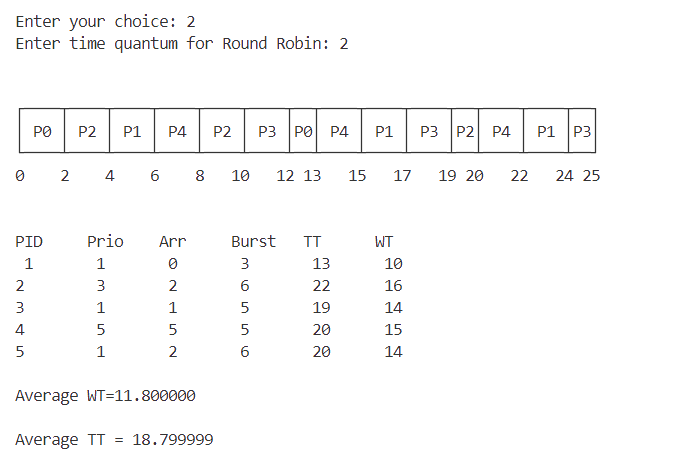 Enter your choice: 2
Enter time quantum for Round Robin: 2
P0 P2 P1 P4 P2 P3 P0 P4 P1 P3 P2 P4 P1 P3
0 2 4 6 8 10 12 13 15 17 19 20 22 24 25
PID Prio Arr Burst TT WT
1 1 0 3 13 10
2 3 2 6 22 16
3 1 1 5 19 14
4 5 5 5 20 15
5 1 2 6 20 14
Average WT=11.800000
Average TT = 18.799999